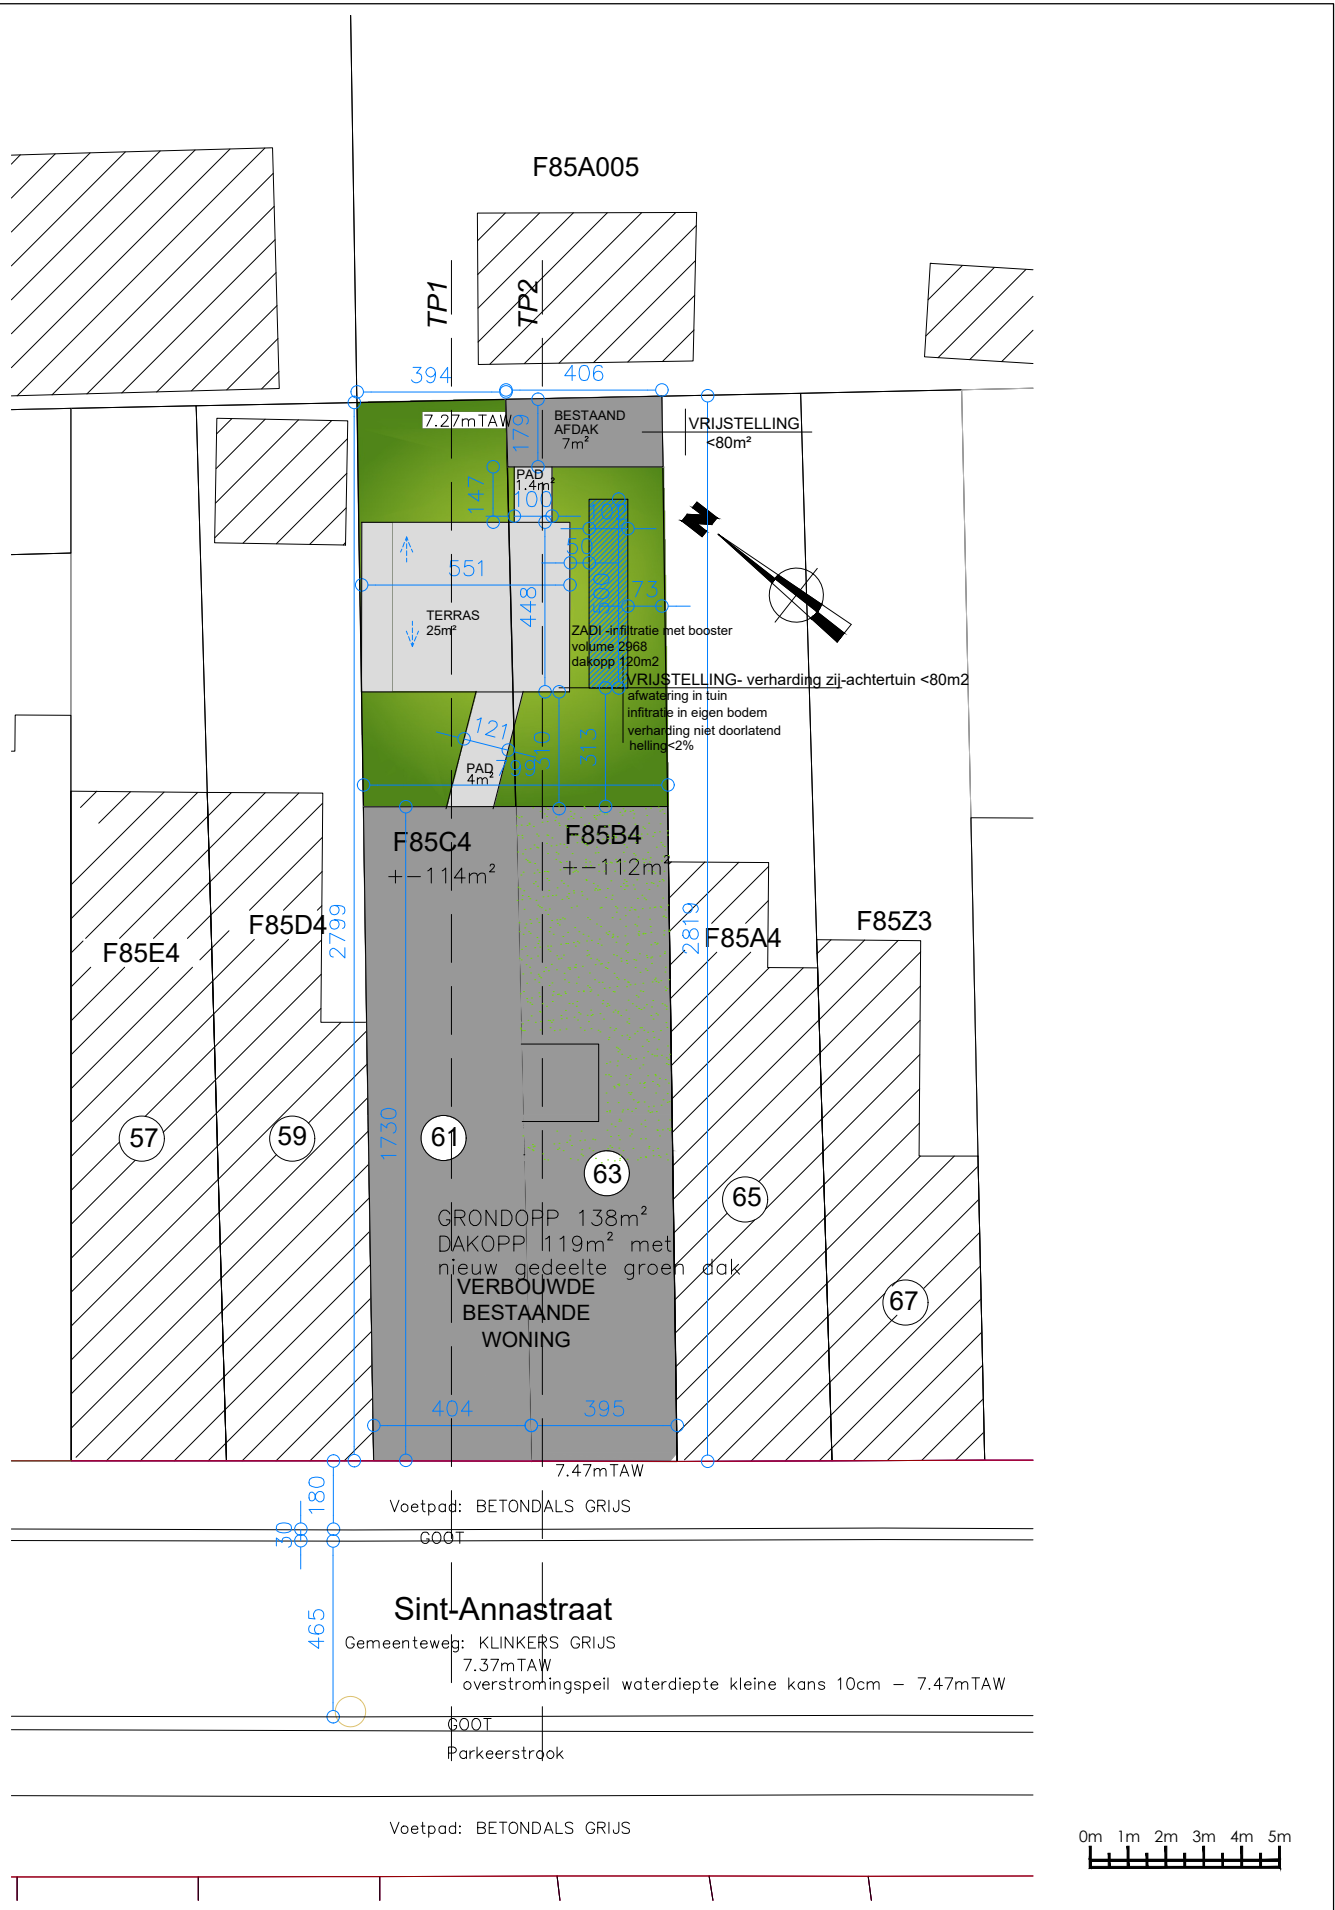 F85A005
TP1
TP2
394
406
7.27mTAW
179
BESTAAND
AFDAK
7m²
VRIJSTELLING
<80m²
147
PAD
1.4m²
100
N
50
551
448
500
73
TERRAS
25m²
ZADI -infiltratie met booster
volume 2968
dakopp 120m2
VRIJSTELLING- verharding zij-achtertuin <80m2
afwatering in tuin
infitratie in eigen bodem
verharding niet doorlatend
helling<2%
121
310
313
799
PAD
4m²
F85C4
+-114m²
F85B4
+-112m²
2799
2819
F85E4
F85D4
F85A4
F85Z3
1730
57
59
61
63
65
67
GRONDOPP 138m²
DAKOPP 119m² met
nieuw gedeelte groen dak
VERBOUWDE
BESTAANDE
WONING
404
395
7.47mTAW
180
Voetpad: BETONDALS GRIJS
30
GOOT
465
Sint-Annastraat
Gemeenteweg: KLINKERS GRIJS
7.37mTAW
overstromingspeil waterdiepte kleine kans 10cm - 7.47mTAW
GOOT
Parkeerstrook
Voetpad: BETONDALS GRIJS
0m 1m 2m 3m 4m 5m